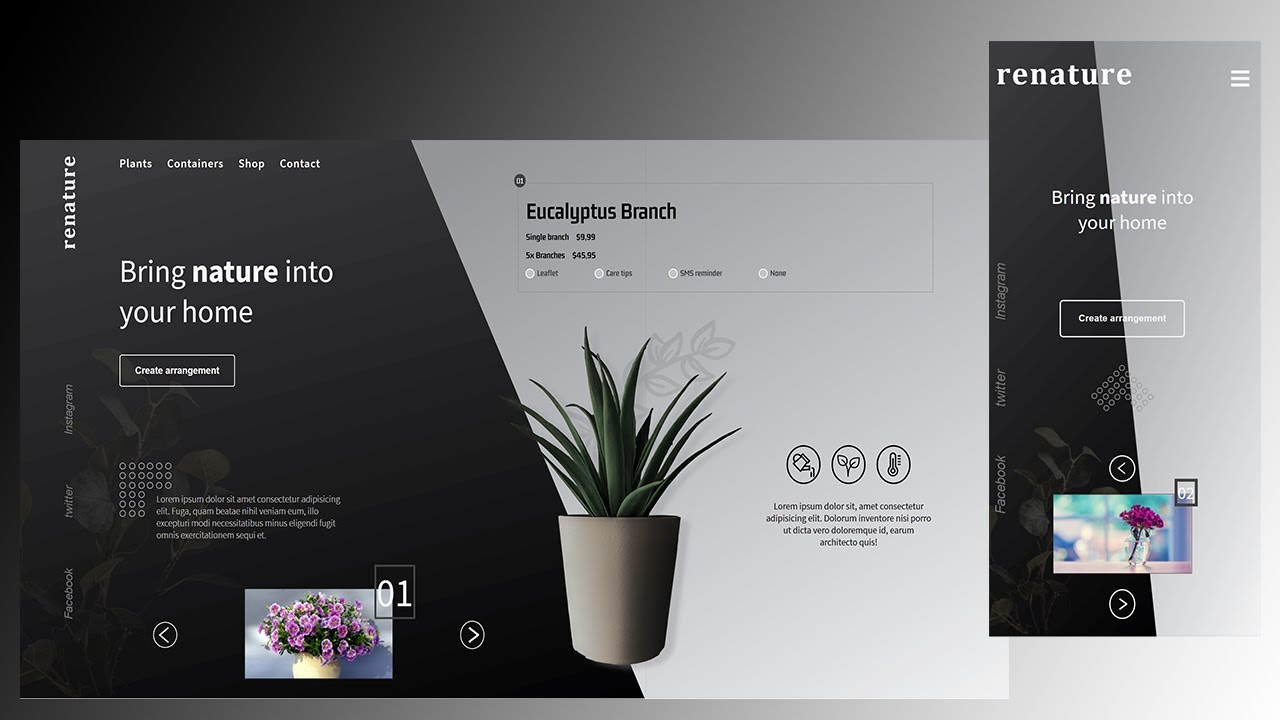 renature
Plants Containers Shop Contact
Bring nature into
your home
Create arrangement
Instagram
twitter
Facebook
Lorem ipsum dolor sit amet consectetur adipisicing
elit. Fuga, quam beatae nihil veniam eum, illo
excepturi modi necessitatibus minus eligendi fugit
omnis exercitationem sequi et.
01
01
Eucalyptus Branch
Single branch $9,99
5x Branches $45,95
Leaflet Care tips SMS reminder None
Lorem ipsum dolor sit, amet consectetur
adipisicing elit. Dolorum inventore nisi porro
ut dicta vero doloremque id, earum
architecto quis!
renature
Bring nature into
your home
Create arrangement
Instagram
twitter
Facebook
02